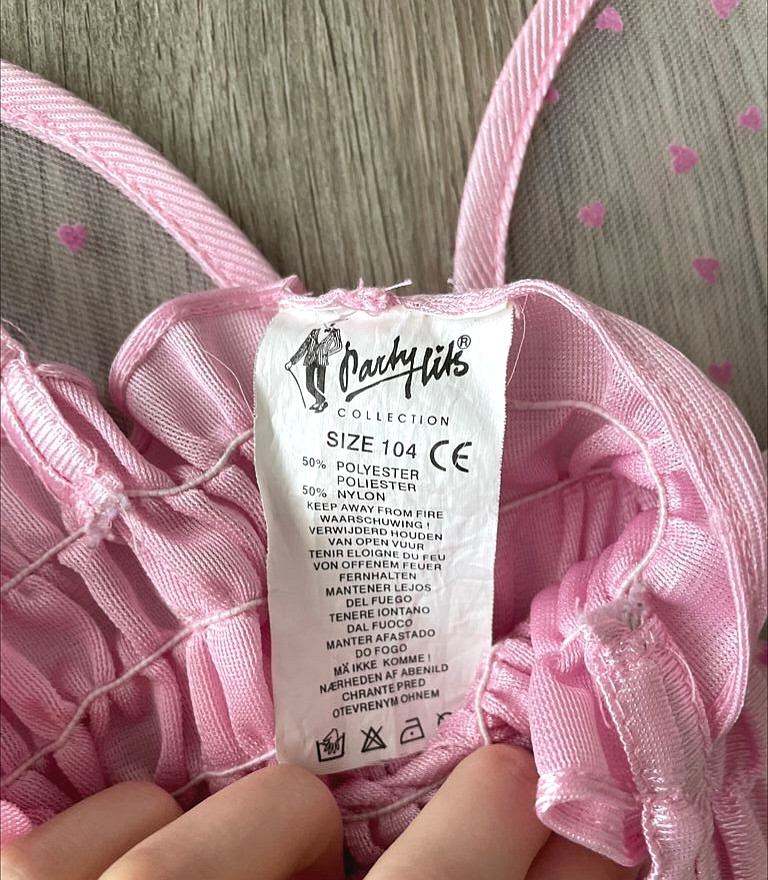 Partylits®
COLLECTION
SIZE 104 CE
50% POLYESTER
POLIESTER
50% NYLON
KEEP AWAY FROM FIRE
WAARSCHUWING !
VERWIJDERD HOUDEN
VAN OPEN VUUR
TENIR ELOIGNE DU FEU
VON OFFENEM FEUER
FERNHALTEN
MANTENER LEJOS
DEL FUEGO
TENERE IONTANO
DAL FUOCO
MANTER AFASTADO
DO FOGO
MÄ IKKE KOMME !
NÆRHEDEN AF ABENILD
CHRANTE PRED
OTEVRENYM OHNEM